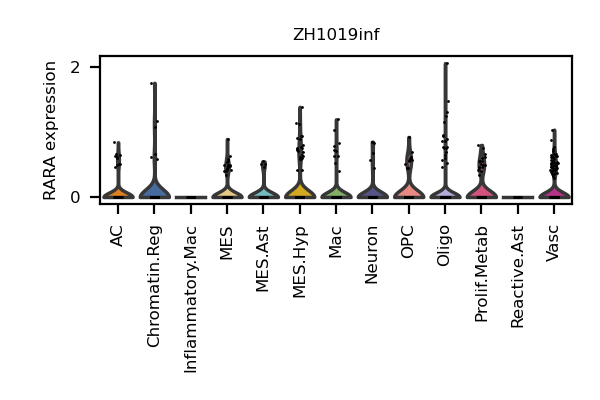 ZH1019inf
RARA expression
2
0
AC
Chromatin.Reg
Inflammatory.Mac
MES
MES.Ast
MES.Hyp
Mac
Neuron
OPC
Oligo
Prolif.Metab
Reactive.Ast
Vasc